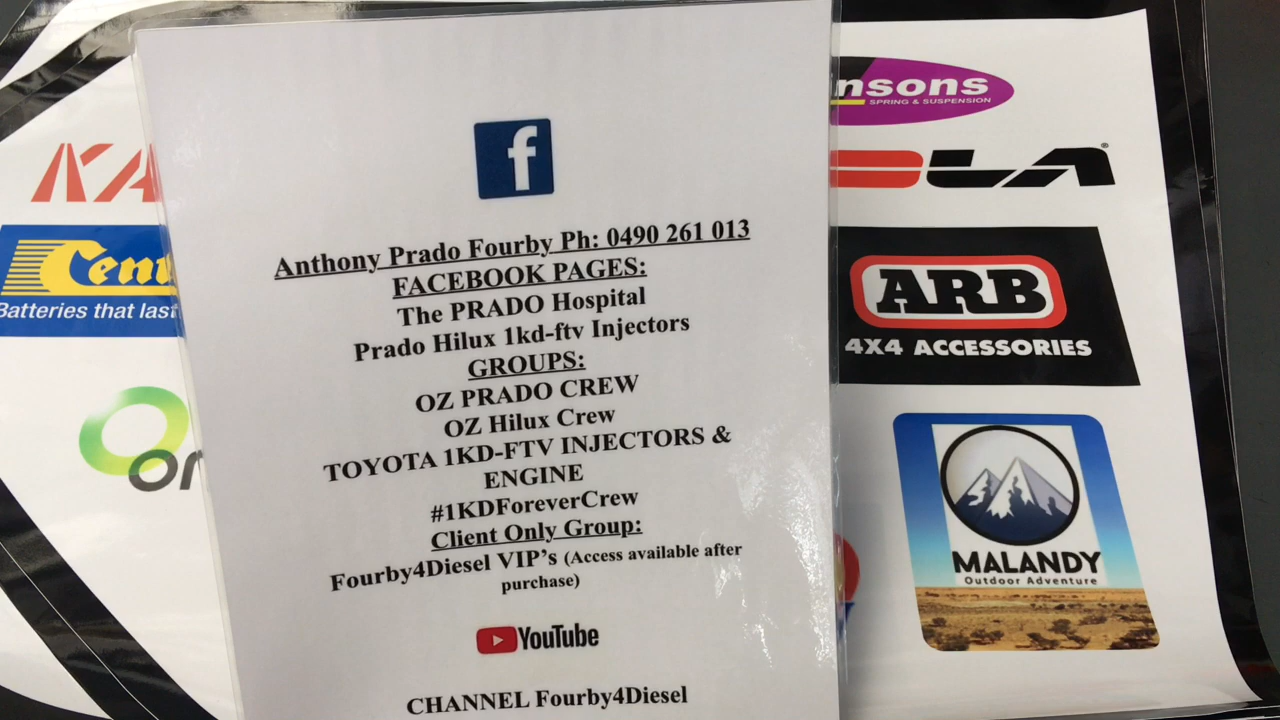 Anthony Prado Fourby Ph: 0490 261 013
FACEBOOK PAGES:
The PRADO Hospital
Prado Hilux 1kd-ftv Injectors
GROUPS:
OZ PRADO CREW
OZ Hilux Crew
TOYOTA 1KD-FTV INJECTORS &
ENGINE
#1KDForeverCrew
Client Only Group:
Fourby4Diesel VIP's (Access available after
purchase)
YouTube
CHANNEL Fourby4Diesel
Batteries that last
SPRING & SUSPENSION
ARB
4X4 ACCESSORIES
MALANDY
Outdoor Adventure